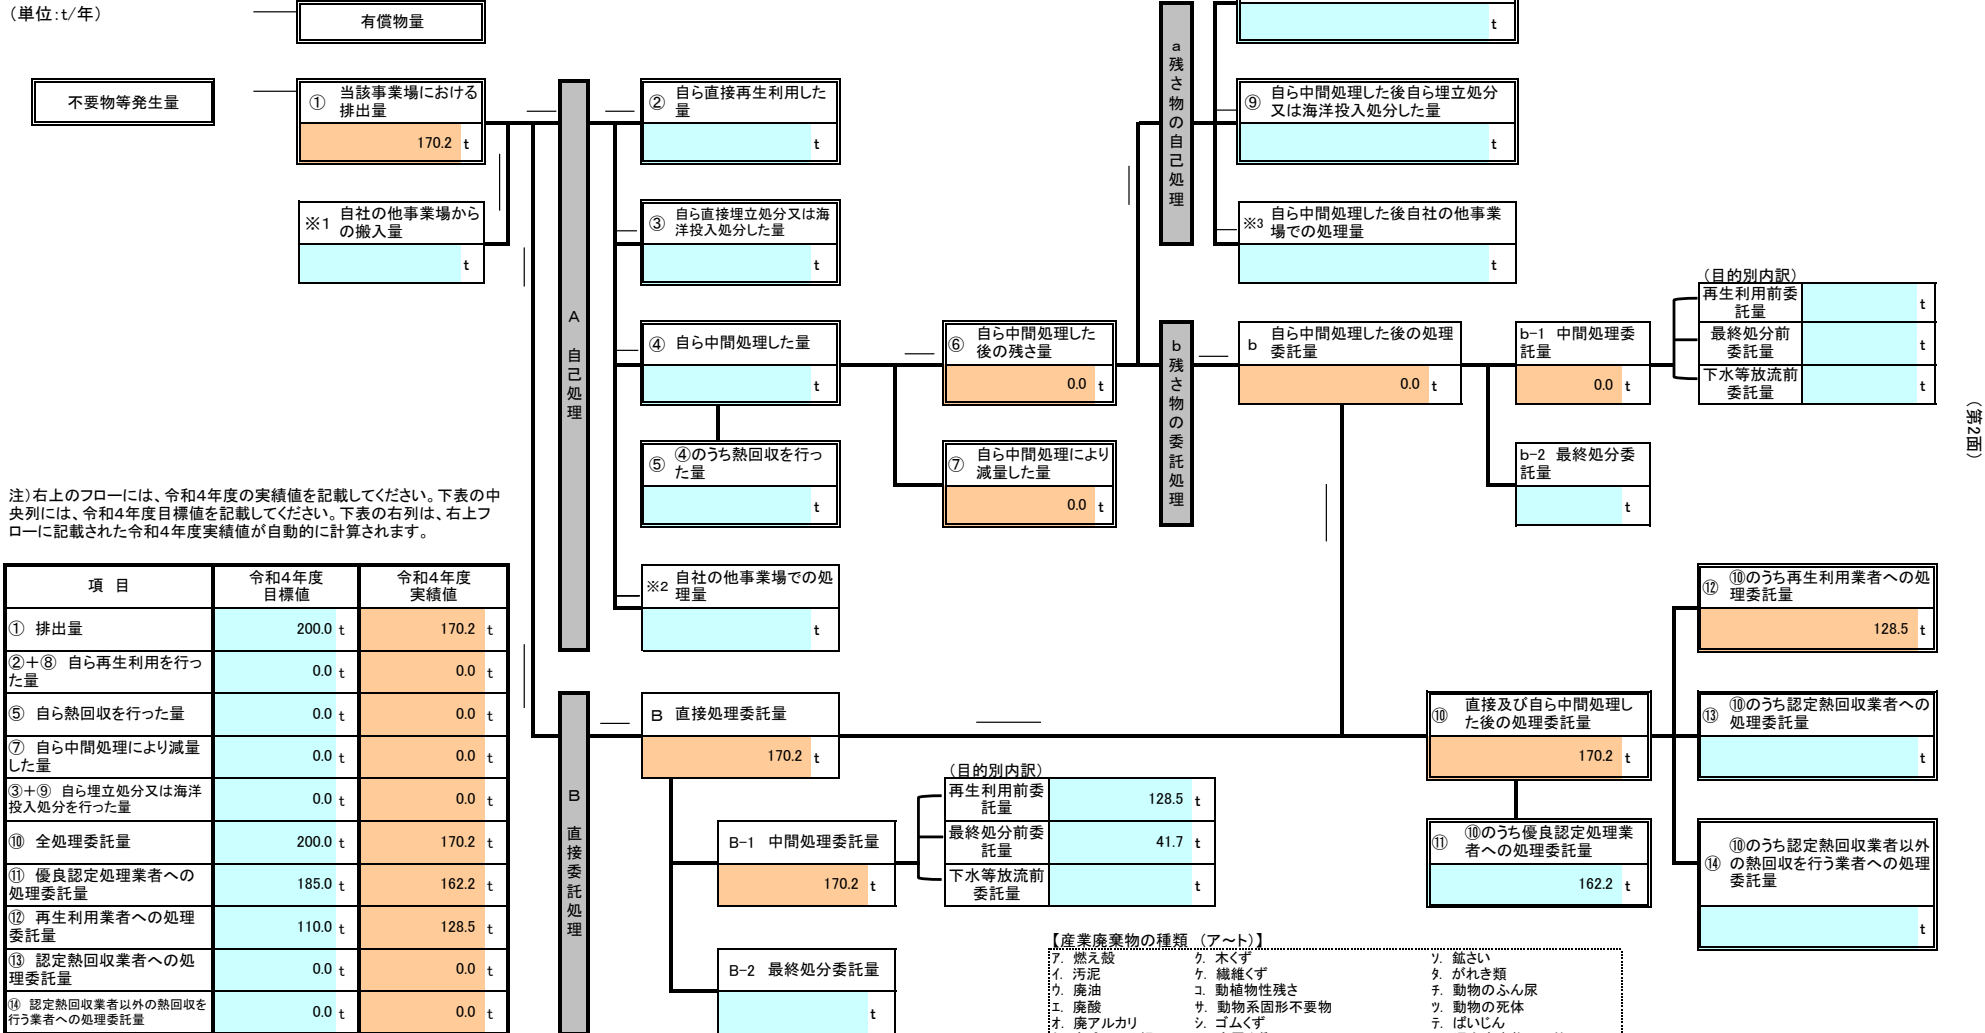 （単位：t/年）
有償物量
t
不要物等発生量
① 当該事業場における
排出量
170.2 t
※1 自社の他事業場から
の搬入量
t
A 自己処理
② 自ら直接再生利用した
量
t
③ 自ら直接埋立処分又は海
洋投入処分した量
t
④ 自ら中間処理した量
t
⑤ ④のうち熱回収を行っ
た量
t
※2 自社の他事業場での処
理量
t
⑥ 自ら中間処理した
後の残さ量
0.0 t
⑦ 自ら中間処理により
減量した量
0.0 t
a 残さ物の自己処理
⑨ 自ら中間処理した後自ら埋立処分
又は海洋投入処分した量
t
※3 自ら中間処理した後自社の他事業
場での処理量
t
b 残さ物の委託処理
b 自ら中間処理した後の処理
委託量
0.0 t
b-1 中間処理委
託量
0.0 t
b-2 最終処分委
託量
t
（目的別内訳）
再生利用前委
託量
t
最終処分前
委託量
t
下水等放流前
委託量
t
（第2面）
注）右上のフローには、令和4年度の実績値を記載してください。下表の中
央列には、令和4年度目標値を記載してください。下表の右列は、右上フ
ローに記載された令和4年度実績値が自動的に計算されます。
項 目 令和4年度
目標値 令和4年度
実績値
① 排出量 200.0 t 170.2 t
②＋⑧ 自ら再生利用を行っ
た量 0.0 t 0.0 t
⑤ 自ら熱回収を行った量 0.0 t 0.0 t
⑦ 自ら中間処理により減量
した量 0.0 t 0.0 t
③＋⑨ 自ら埋立処分又は海洋
投入処分を行った量 0.0 t 0.0 t
⑩ 全処理委託量 200.0 t 170.2 t
⑪ 優良認定処理業者への
処理委託量 185.0 t 162.2 t
⑫ 再生利用業者への処理
委託量 110.0 t 128.5 t
⑬ 認定熱回収業者への処
理委託量 0.0 t 0.0 t
⑭ 認定熱回収業者以外の熱回収を
行う業者への処理委託量 0.0 t 0.0 t
B 直接委託処理
B 直接処理委託量
170.2 t
B-1 中間処理委託量
170.2 t
B-2 最終処分委託量
t
（目的別内訳）
再生利用前委
託量
128.5 t
最終処分前委
託量
41.7 t
下水等放流前
委託量
t
⑩ 直接及び自ら中間処理し
た後の処理委託量
170.2 t
⑪ ⑩のうち優良認定処理業
者への処理委託量
162.2 t
⑫ ⑩のうち再生利用業者への処
理委託量
128.5 t
⑬ ⑩のうち認定熱回収業者への
処理委託量
t
⑭ ⑩のうち認定熱回収業者以外
の熱回収を行う業者への処理
委託量
t
【産業廃棄物の種類 （ア～ト）】
ア. 燃え殻 ク. 木くず ソ. 鉱さい
イ. 汚泥 ケ. 繊維くず タ. がれき類
ウ. 廃油 コ. 動植物性残さ チ. 動物のふん尿
エ. 廃酸 サ. 動物系固形不要物 ツ. 動物の死体
オ. 廃アルカリ シ. ゴムくず テ. ばいじん